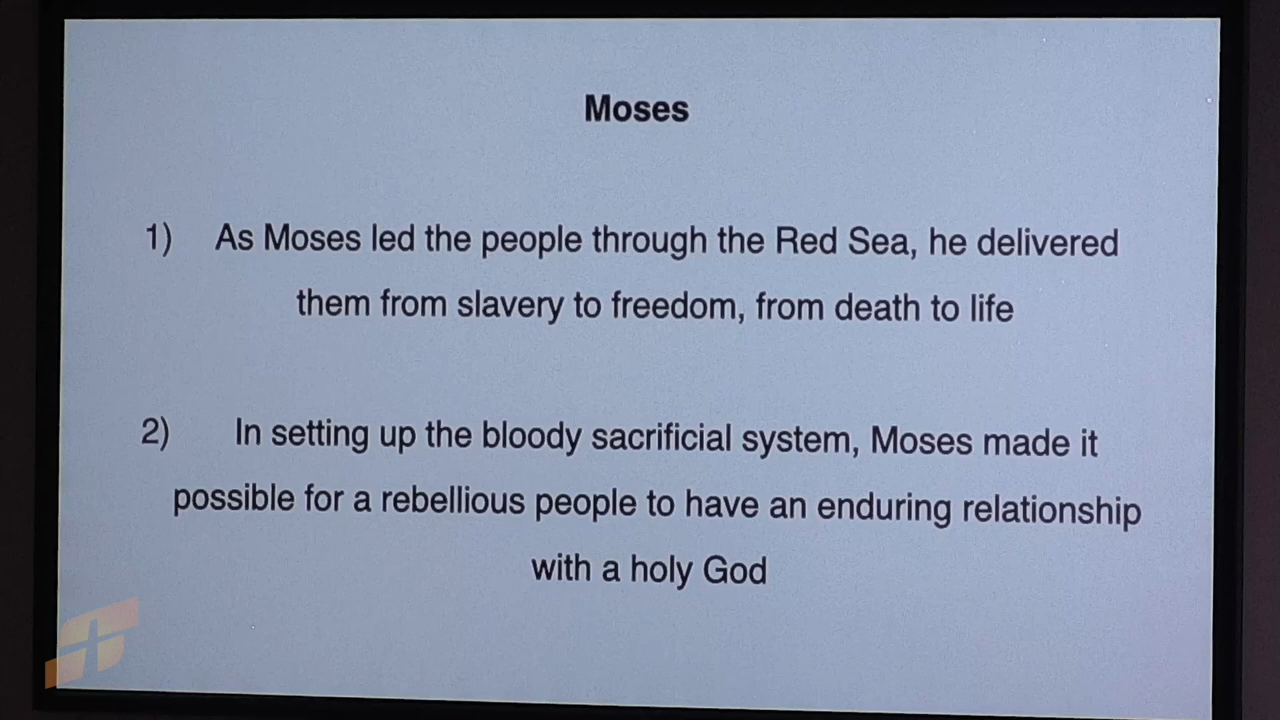 Moses
1) As Moses led the people through the Red Sea, he delivered
them from slavery to freedom, from death to life
2) In setting up the bloody sacrificial system, Moses made it
possible for a rebellious people to have an enduring relationship
with a holy God